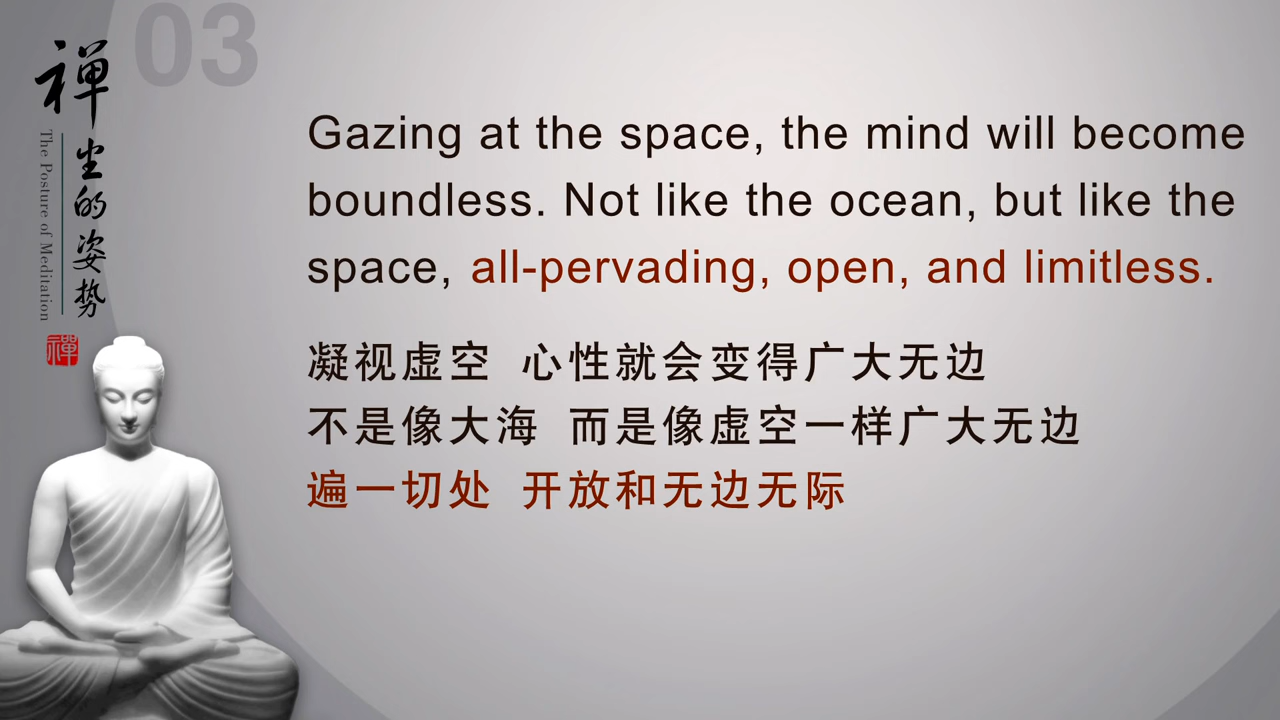 03
禅
坐的姿势
The Posture of Meditation
禪
Gazing at the space, the mind will become
boundless. Not like the ocean, but like the
space, all-pervading, open, and limitless.
凝视虚空 心性就会变得广大无边
不是像大海 而是像虚空一样广大无边
遍一切处 开放和无边无际